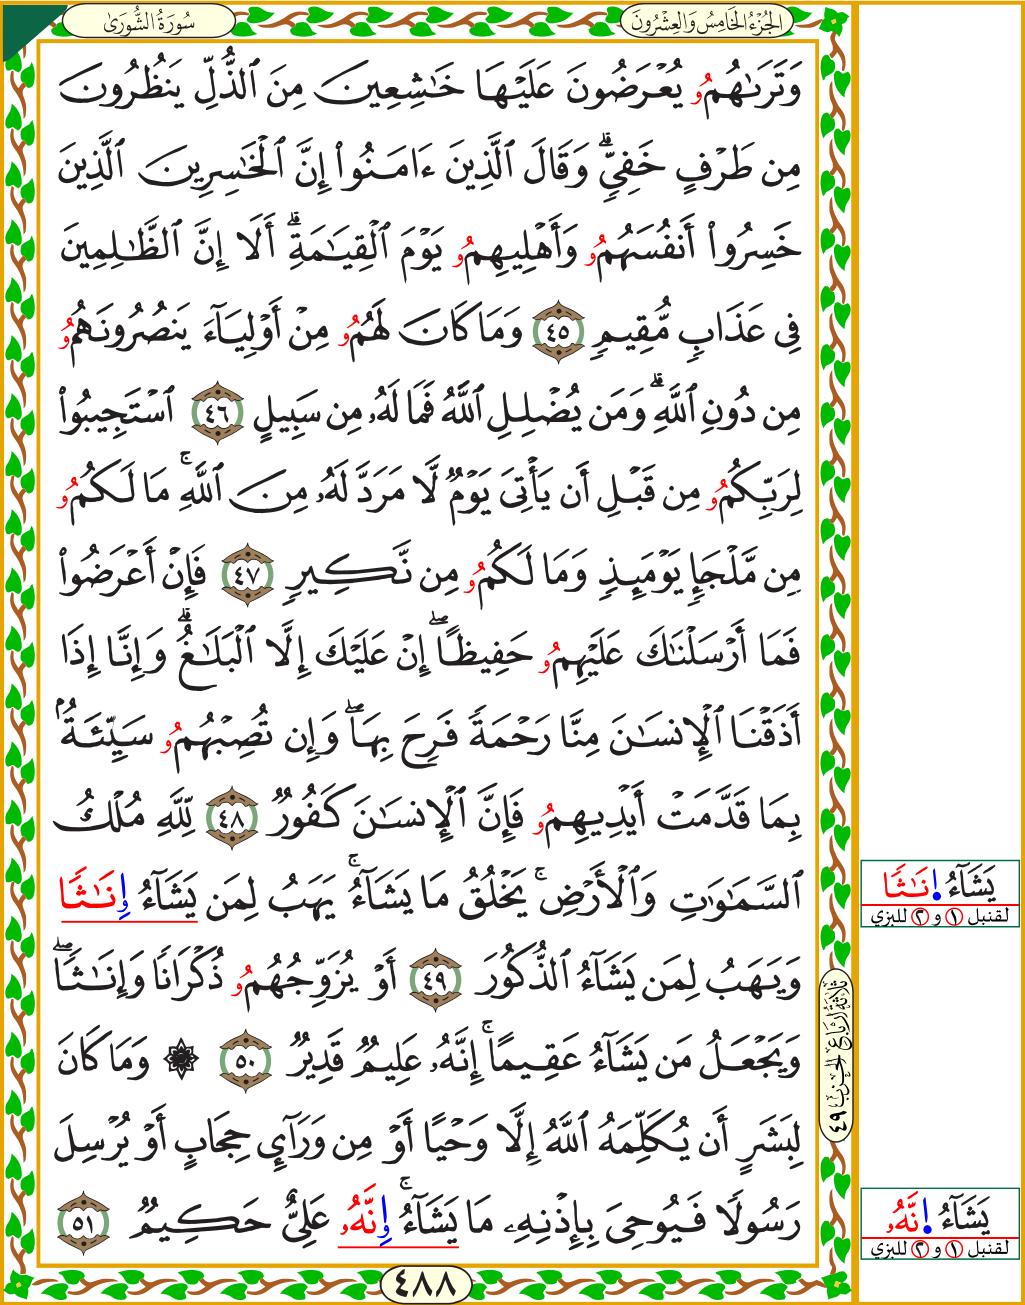 الجُزْءُ الخَامِسُ وَالعِشْرُونَ
سُورَةُ الشُّورَىٰ
وَتَرَىٰهُمُۥ يُعْرَضُونَ عَلَيْهَا خَٰشِعِينَ مِنَ ٱلذُّلِّ يَنظُرُونَ
مِن طَرْفٍ خَفِيٍّۗ وَقَالَ ٱلَّذِينَ ءَامَنُوا۟ إِنَّ ٱلْخَٰسِرِينَ ٱلَّذِينَ
خَسِرُوا۟ أَنفُسَهُمُۥ وَأَهْلِيهِمُۥ يَوْمَ ٱلْقِيَٰمَةِۗ أَلَا إِنَّ ٱلظَّٰلِمِينَ
فِى عَذَابٍ مُّقِيمٍ ٤٥ وَمَا كَانَ لَهُمُۥ مِنْ أَوْلِيَآءَ يَنصُرُونَهُمُۥ
مِن دُونِ ٱللَّهِۗ وَمَن يُضْلِلِ ٱللَّهُ فَمَا لَهُۥ مِن سَبِيلٍ ٤٦ ٱسْتَجِيبُوا۟
لِرَبِّكُمُۥ مِن قَبْلِ أَن يَأْتِىَ يَوْمٌ لَّا مَرَدَّ لَهُۥ مِنَ ٱللَّهِۚ مَا لَكُمُۥ
مِن مَّلْجَإٍ يَوْمَئِذٍ وَمَا لَكُمُۥ مِن نَّكِيرٍ ٤٧ فَإِنْ أَعْرَضُوا۟
فَمَا أَرْسَلْنَٰكَ عَلَيْهِمُۥ حَفِيظًاۖ إِنْ عَلَيْكَ إِلَّا ٱلْبَلَٰغُۗ وَإِنَّا إِذَا
أَذَقْنَا ٱلْإِنسَٰنَ مِنَّا رَحْمَةً فَرِحَ بِهَاۖ وَإِن تُصِبْهُمُۥ سَيِّئَةُۢ
بِمَا قَدَّمَتْ أَيْدِيهِمُۥ فَإِنَّ ٱلْإِنسَٰنَ كَفُورٌ ٤٨ لِلَّهِ مُلْكُ
ٱلسَّمَٰوَٰتِ وَٱلْأَرْضِۚ يَخْلُقُ مَا يَشَآءُۚ يَهَبُ لِمَن يَشَآءُ وِنَٰثًا
وَيَهَبُ لِمَن يَشَآءُ ٱلذُّكُورَ ٤٩ أَوْ يُزَوِّجُهُمُۥ ذُكْرَانًا وَإِنَٰثًاۖ
وَيَجْعَلُ مَن يَشَآءُ عَقِيمًاۚ إِنَّهُۥ عَلِيمٌ قَدِيرٌ ٥٠ ۞ وَمَا كَانَ
لِبَشَرٍ أَن يُكَلِّمَهُ ٱللَّهُ إِلَّا وَحْيًا أَوْ مِن وَرَآئِ حِجَابٍ أَوْ يُرْسِلَ
رَسُولًا فَيُوحِىَ بِإِذْنِهِۦ مَا يَشَآءُۚ وِنَّهُۥ عَلِىٌّ حَكِيمٌ ٥١
٤٨٨
يَشَآءُ اِ۬نَٰثًا
لقنبل ① و ② للبزي
ثلاثة أرباع الحزب ٤٩
يَشَآءُ اِ۬نَّهُۥ
لقنبل ① و ② للبزي